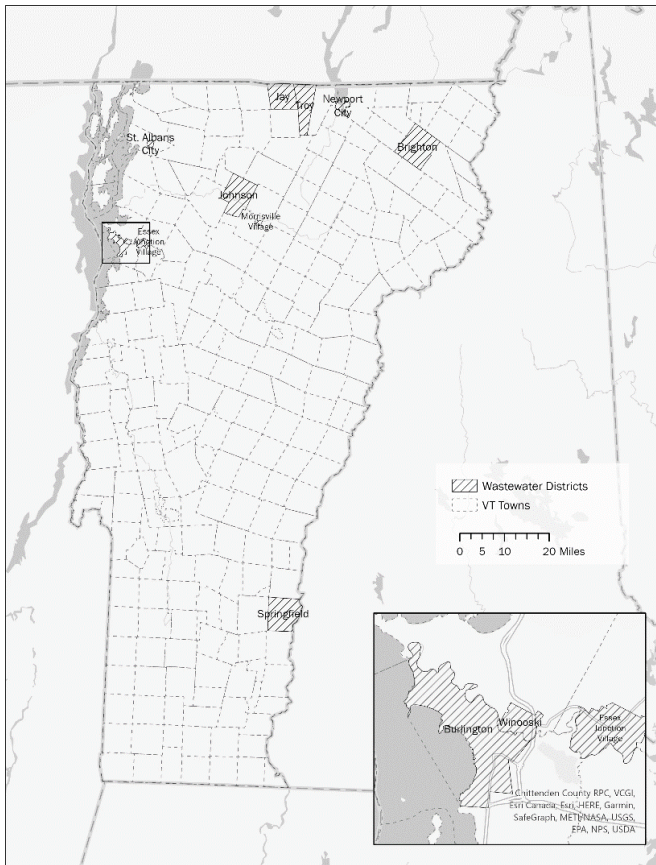 Jay
Troy
Newport
City
St. Albans
City
Brighton
Johnson
Morrisville
Village
Essex
Junction
Village
Wastewater Districts
VT Towns
0 5 10 20 Miles
Springfield
Burlington
Winooski
Essex
Junction
Village
Chittenden County RPC, VCGI,
Esri Canada, Esri, HERE, Garmin,
SafeGraph, METI/NASA, USGS,
EPA, NPS, USDA